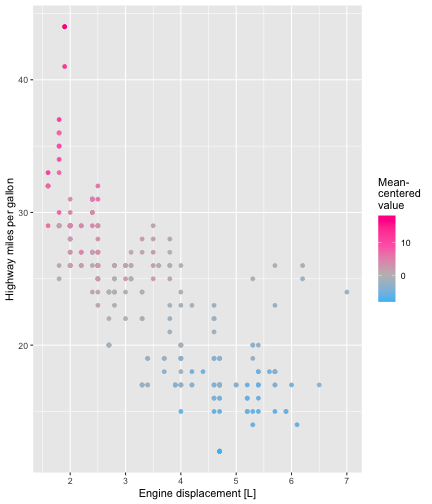 40
30
20
Highway miles per gallon
2
3
4
5
6
7
Engine displacement [L]
Mean-
centered
value
10
0